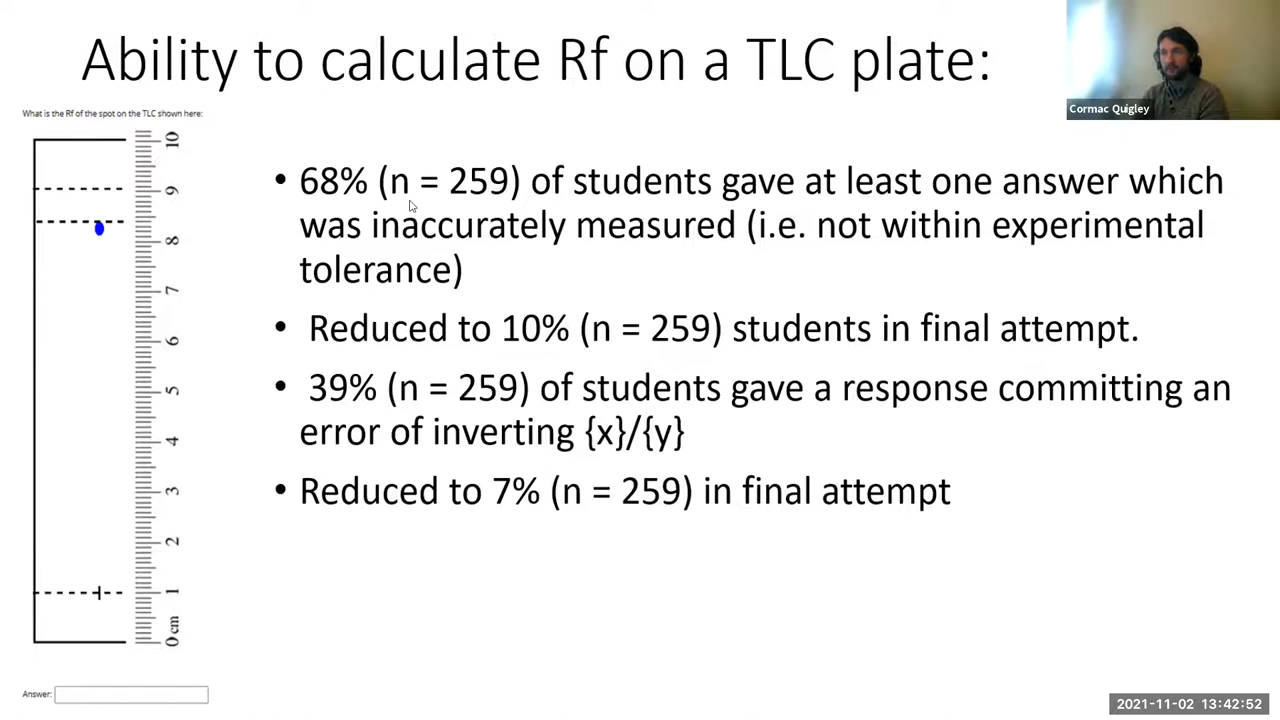 Ability to calculate Rf on a TLC plate:
Cormac Quigley
What is the Rf of the spot on the TLC shown here:
10
9
8
7
6
5
4
3
2
1
0 cm
Answer:
• 68% (n = 259) of students gave at least one answer which
was inaccurately measured (i.e. not within experimental
tolerance)
• Reduced to 10% (n = 259) students in final attempt.
• 39% (n = 259) of students gave a response committing an
error of inverting {x}/{y}
• Reduced to 7% (n = 259) in final attempt
2021-11-02 13:42:52